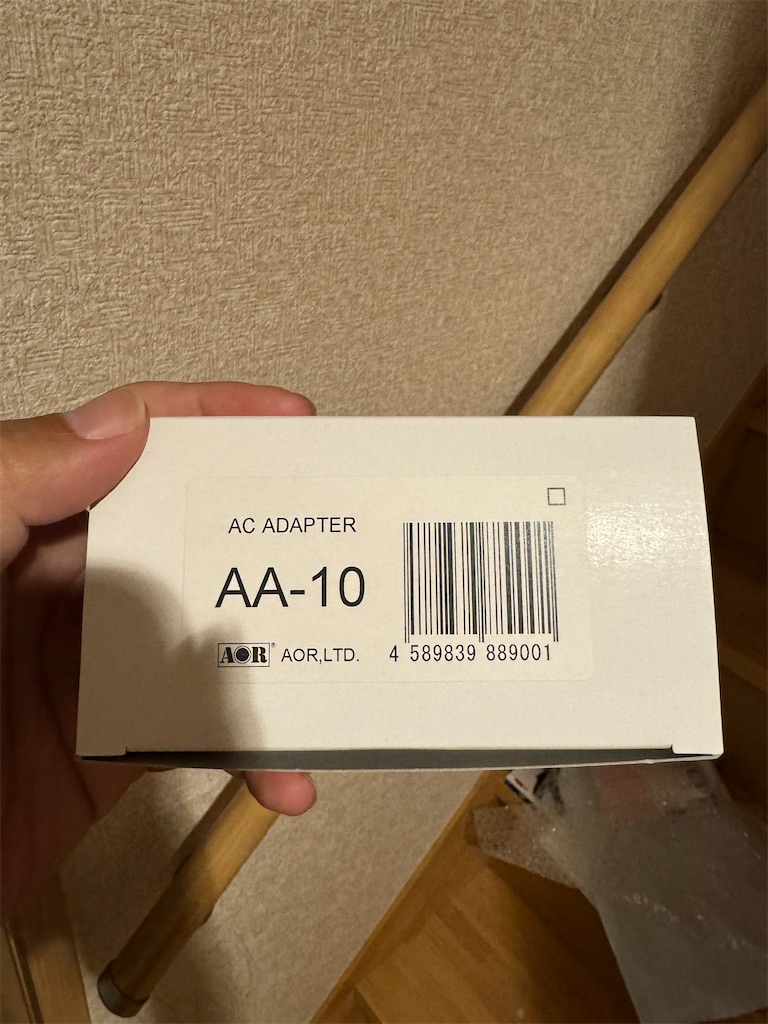 AC ADAPTER
AA-10
AOR® AOR,LTD.
4 589839 889001